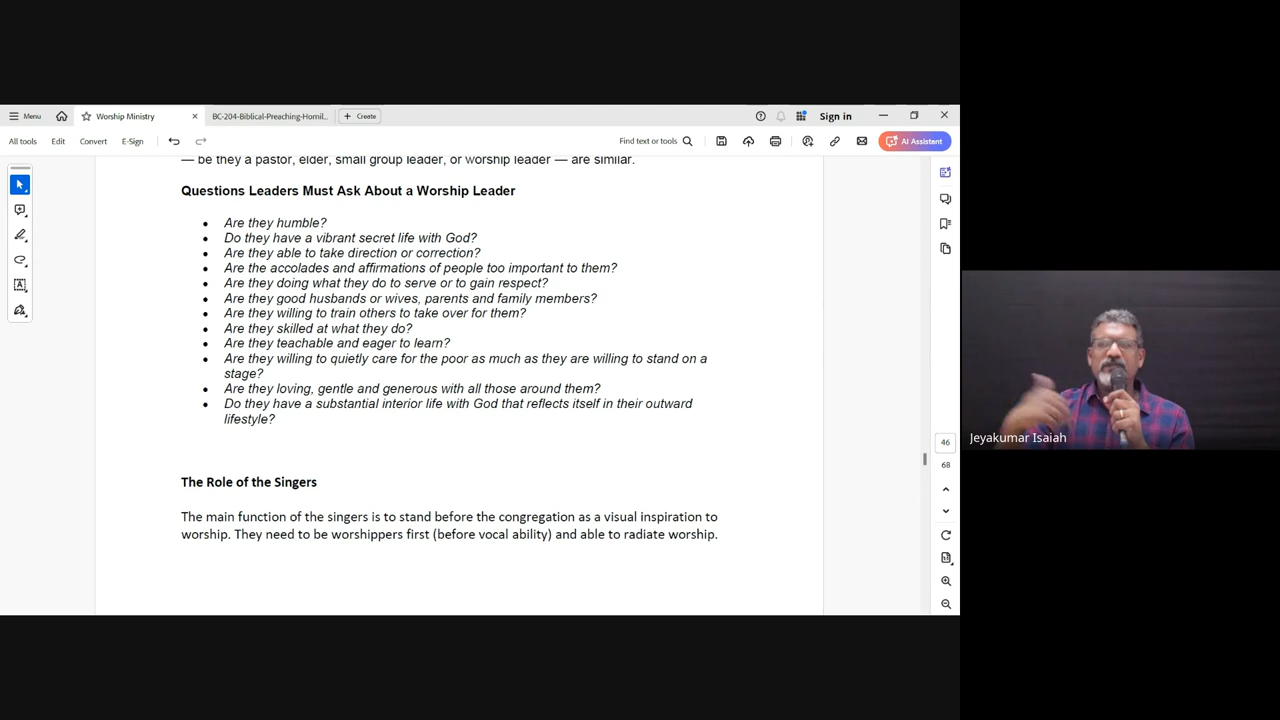 Menu
Worship Ministry
BC-204-Biblical-Preaching-Homil...
+ Create
Sign in
All tools
Edit
Convert
E-Sign
Find text or tools
AI Assistant
— be they a pastor, elder, small group leader, or worship leader — are similar.
Questions Leaders Must Ask About a Worship Leader
• Are they humble?
• Do they have a vibrant secret life with God?
• Are they able to take direction or correction?
• Are the accolades and affirmations of people too important to them?
• Are they doing what they do to serve or to gain respect?
• Are they good husbands or wives, parents and family members?
• Are they willing to train others to take over for them?
• Are they skilled at what they do?
• Are they teachable and eager to learn?
• Are they willing to quietly care for the poor as much as they are willing to stand on a
stage?
• Are they loving, gentle and generous with all those around them?
• Do they have a substantial interior life with God that reflects itself in their outward
lifestyle?
The Role of the Singers
The main function of the singers is to stand before the congregation as a visual inspiration to
worship. They need to be worshippers first (before vocal ability) and able to radiate worship.
46
68
Jeyakumar Isaiah